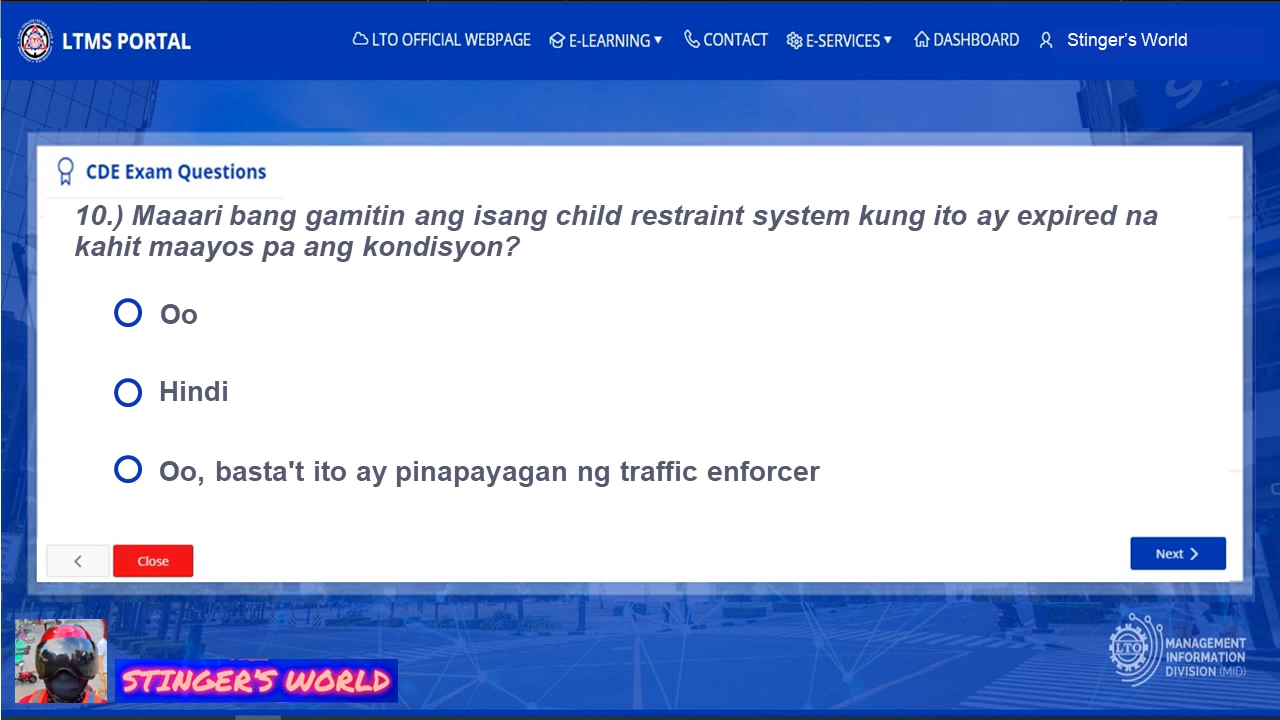 LTMS PORTAL
LTO OFFICIAL WEBPAGE E-LEARNING CONTACT E-SERVICES DASHBOARD Stinger's World
CDE Exam Questions
10.) Maaari bang gamitin ang isang child restraint system kung ito ay expired na
kahit maayos pa ang kondisyon?
Oo
Hindi
Oo, basta't ito ay pinapayagan ng traffic enforcer
Close
Next
STINGER'S WORLD
LTO
MANAGEMENT
INFORMATION
DIVISION (MID)